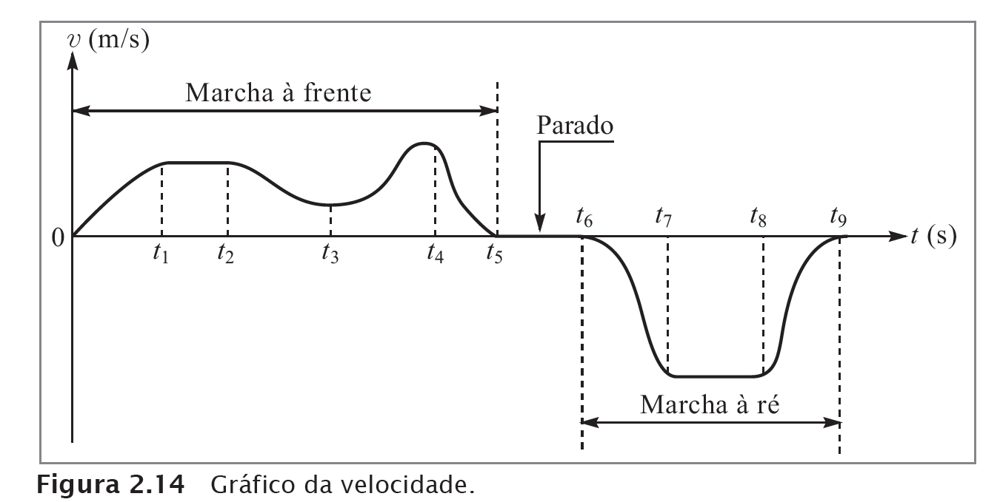 v (m/s)
Marcha à frente
Parado
t6 t7 t8 t9
0
t (s)
t1 t2 t3 t4 t5
Marcha à ré
Figura 2.14 Gráfico da velocidade.